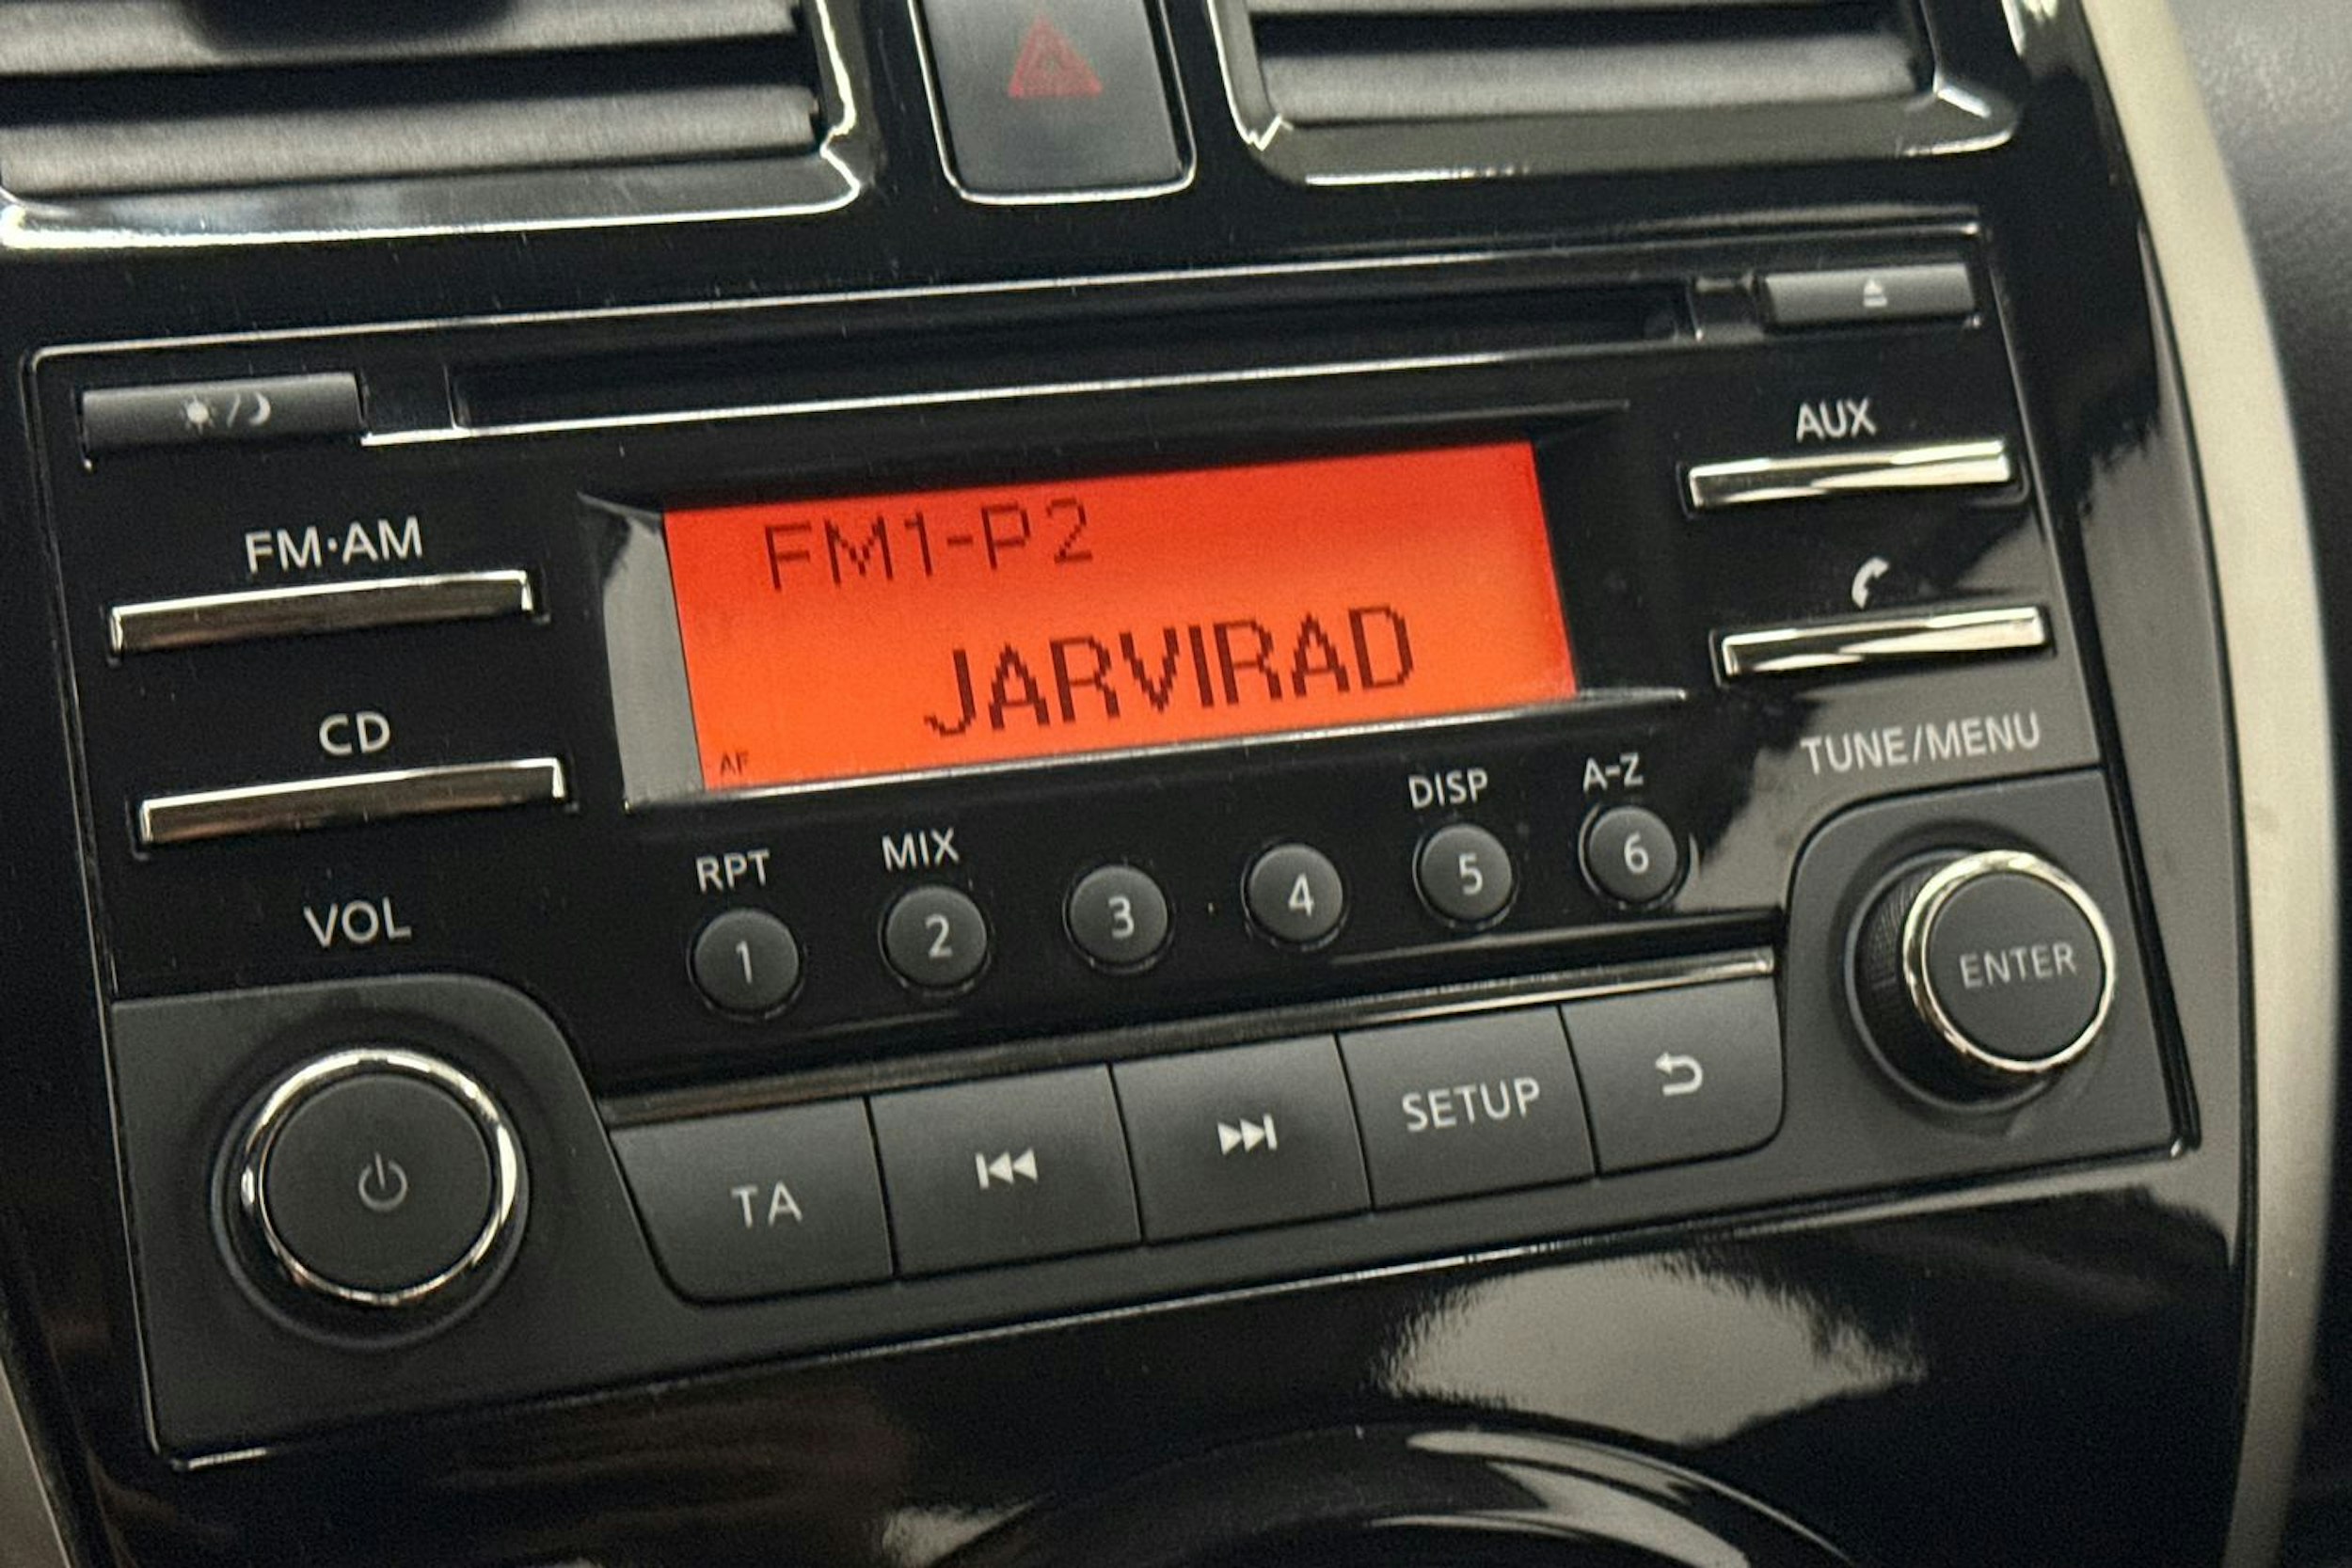 AUX
FM·AM
FM1-P2
JARVIRAD
AF
CD
TUNE/MENU
RPT
MIX
DISP
A-Z
VOL
1
2
3
4
5
6
ENTER
TA
SETUP